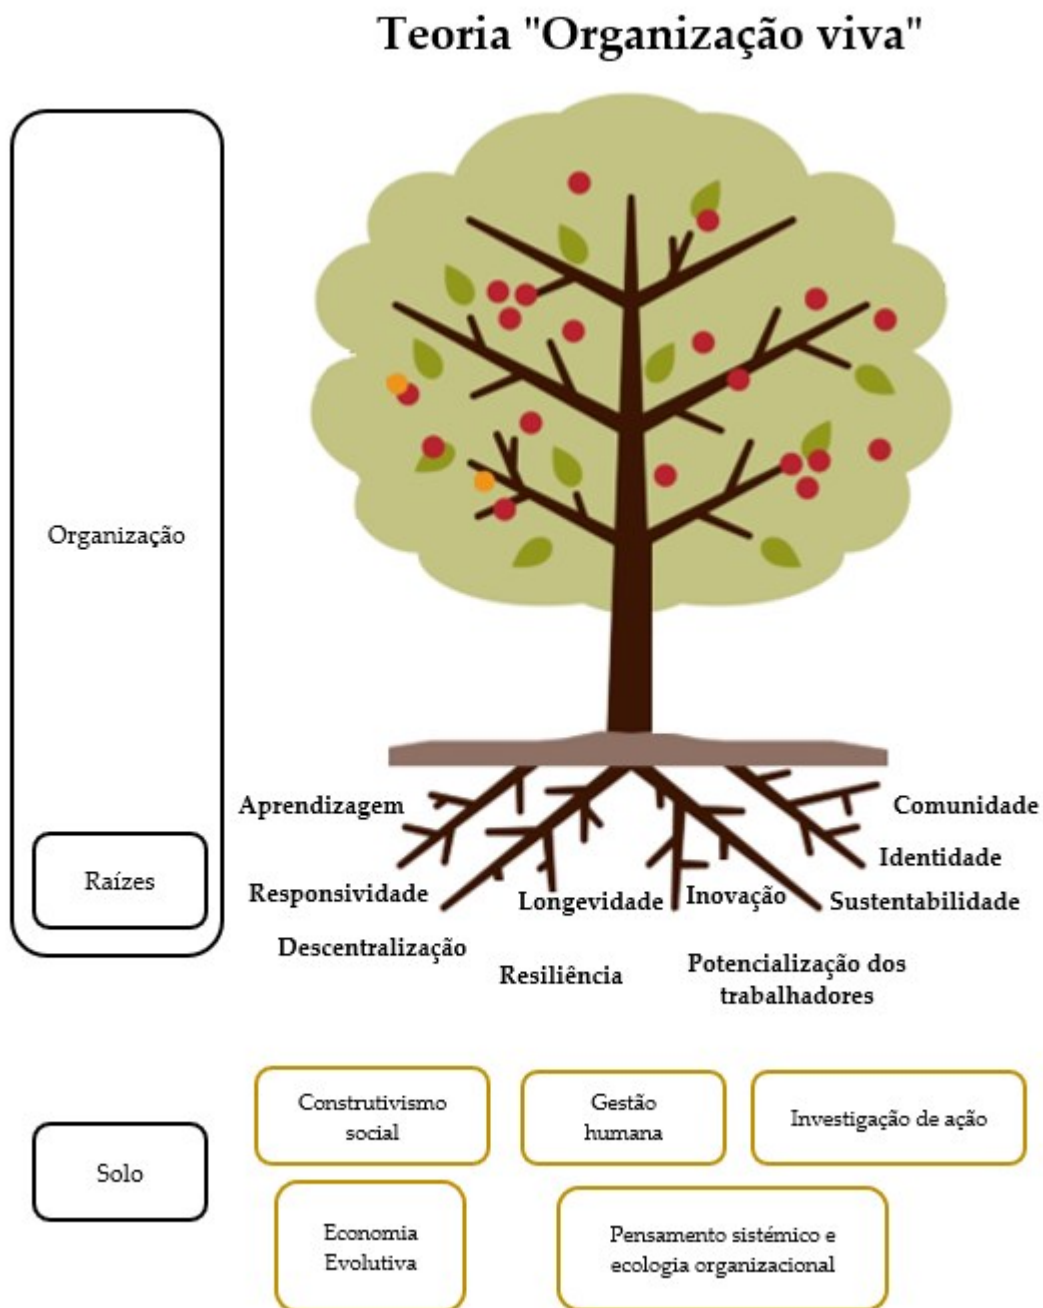 Teoria "Organização viva"
Organização
Raízes
Aprendizagem
Comunidade
Identidade
Responsividade
Longevidade
Inovação
Sustentabilidade
Descentralização
Resiliência
Potencialização dos
trabalhadores
Solo
Construtivismo
social
Gestão
humana
Investigação de ação
Economia
Evolutiva
Pensamento sistémico e
ecologia organizacional